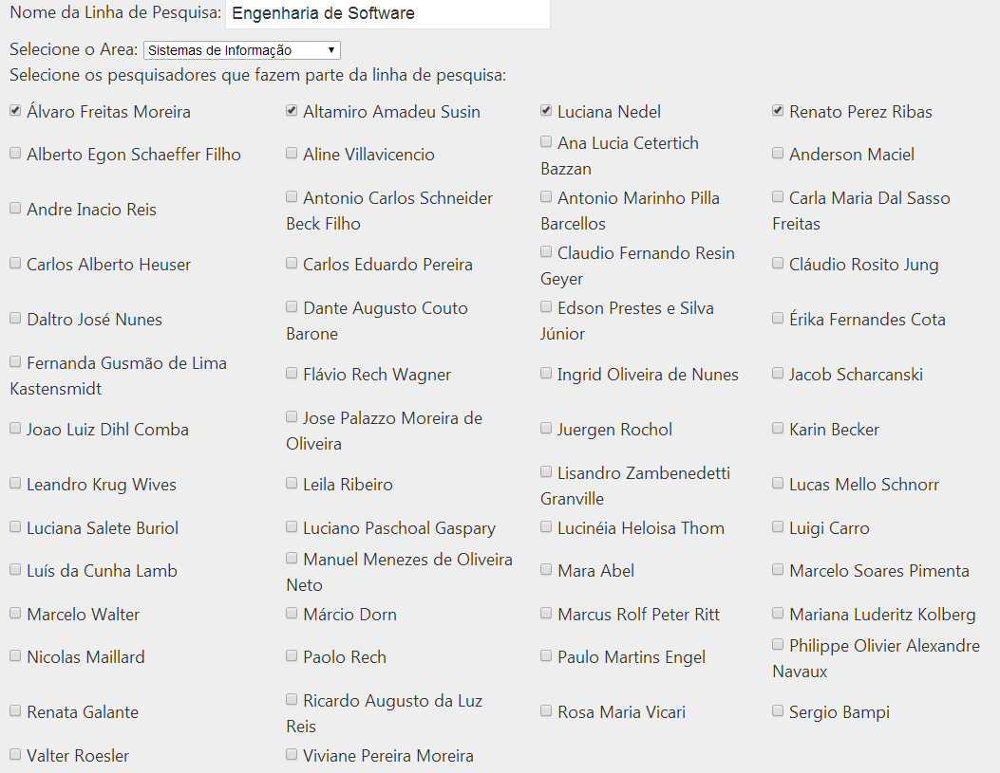 Nome da Linha de Pesquisa: Engenharia de Software
Selecione o Area: Sistemas de Informação
Selecione os pesquisadores que fazem parte da linha de pesquisa:
Álvaro Freitas Moreira
Altamiro Amadeu Susin
Luciana Nedel
Renato Perez Ribas
Alberto Egon Schaeffer Filho
Aline Villavicencio
Ana Lucia Cetertich
Bazzan
Anderson Maciel
Andre Inacio Reis
Antonio Carlos Schneider
Beck Filho
Antonio Marinho Pilla
Barcellos
Carla Maria Dal Sasso
Freitas
Carlos Alberto Heuser
Carlos Eduardo Pereira
Claudio Fernando Resin
Geyer
Cláudio Rosito Jung
Daltro José Nunes
Dante Augusto Couto
Barone
Edson Prestes e Silva
Júnior
Érika Fernandes Cota
Fernanda Gusmão de Lima
Kastensmidt
Flávio Rech Wagner
Ingrid Oliveira de Nunes
Jacob Scharcanski
Joao Luiz Dihl Comba
Jose Palazzo Moreira de
Oliveira
Juergen Rochol
Karin Becker
Leandro Krug Wives
Leila Ribeiro
Lisandro Zambenedetti
Granville
Lucas Mello Schnorr
Luciana Salete Buriol
Luciano Paschoal Gaspary
Lucinéia Heloisa Thom
Luigi Carro
Luís da Cunha Lamb
Manuel Menezes de Oliveira
Neto
Mara Abel
Marcelo Soares Pimenta
Marcelo Walter
Márcio Dorn
Marcus Rolf Peter Ritt
Mariana Luderitz Kolberg
Nicolas Maillard
Paolo Rech
Paulo Martins Engel
Philippe Olivier Alexandre
Navaux
Renata Galante
Ricardo Augusto da Luz
Reis
Rosa Maria Vicari
Sergio Bampi
Valter Roesler
Viviane Pereira Moreira